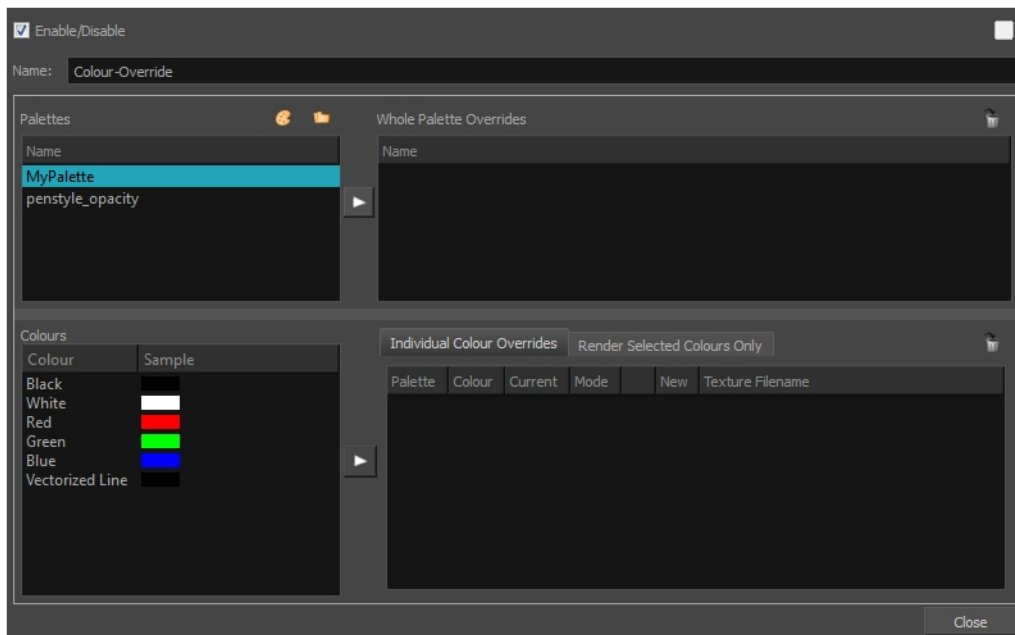 Enable/Disable
Name: Colour-Override
Palettes
Whole Palette Overrides
Name
Name
MyPalette
penstyle_opacity
Colours
Individual Colour Overrides Render Selected Colours Only
Colour Sample
Palette Colour Current Mode New Texture Filename
Black
White
Red
Green
Blue
Vectorized Line
Close